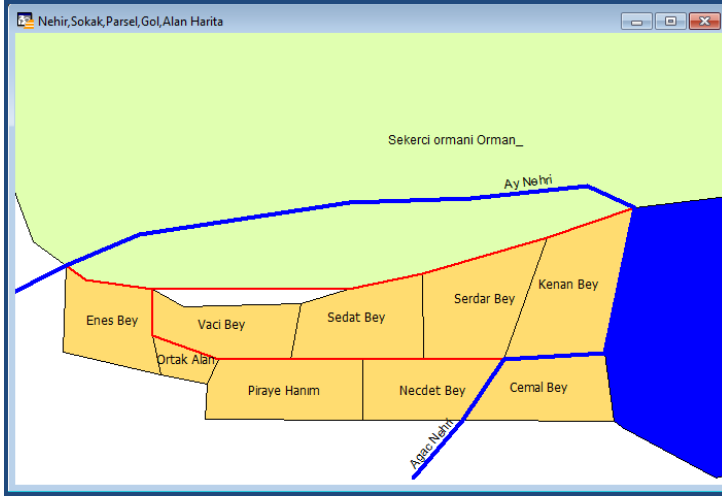 Nehir,Sokak,Parsel,Gol,Alan Harita
Sekerci ormani Orman_
Ay Nehri
Kenan Bey
Serdar Bey
Sedat Bey
Enes Bey
Vaci Bey
Ortak Alan
Piraye Hanım
Necdet Bey
Cemal Bey
Agac Nehri